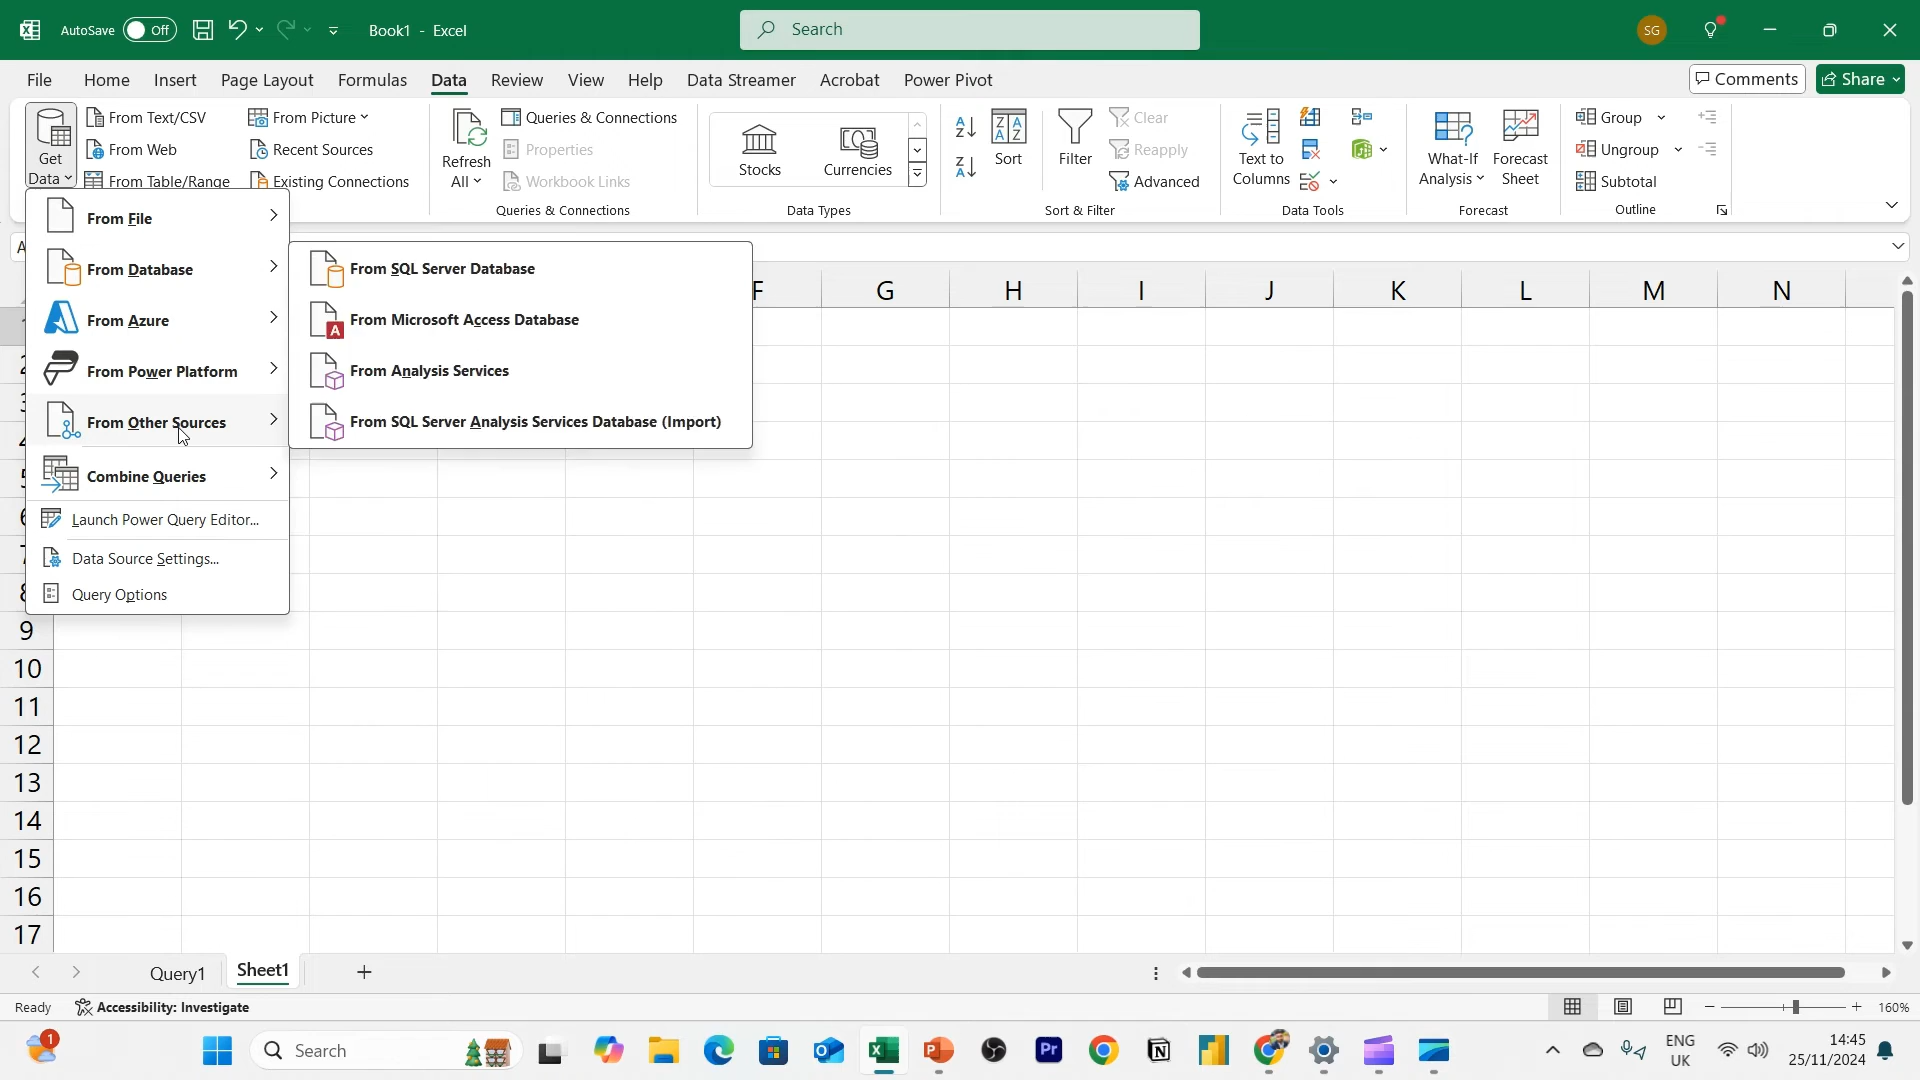 AutoSave Off Book1 - Excel Search SG
File Home Insert Page Layout Formulas Data Review View Help Data Streamer Acrobat Power Pivot Comments Share
Get Data
From Text/CSV
From Web
From Table/Range
From Picture
Recent Sources
Existing Connections
Refresh All
Queries & Connections
Properties
Workbook Links
Queries & Connections
Stocks Currencies
Data Types
Sort
Filter
Clear
Reapply
Advanced
Sort & Filter
Text to Columns
Data Tools
What-If Analysis
Forecast Sheet
Forecast
Group
Ungroup
Subtotal
Outline
From File
From Database
From Azure
From Power Platform
From Other Sources
Combine Queries
Launch Power Query Editor...
Data Source Settings...
Query Options
From SQL Server Database
From Microsoft Access Database
From Analysis Services
From SQL Server Analysis Services Database (Import)
F G H I J K L M N
9
10
11
12
13
14
15
16
17
Query1 Sheet1
Ready Accessibility: Investigate 160%
1 Search ENG UK 14:45 25/11/2024